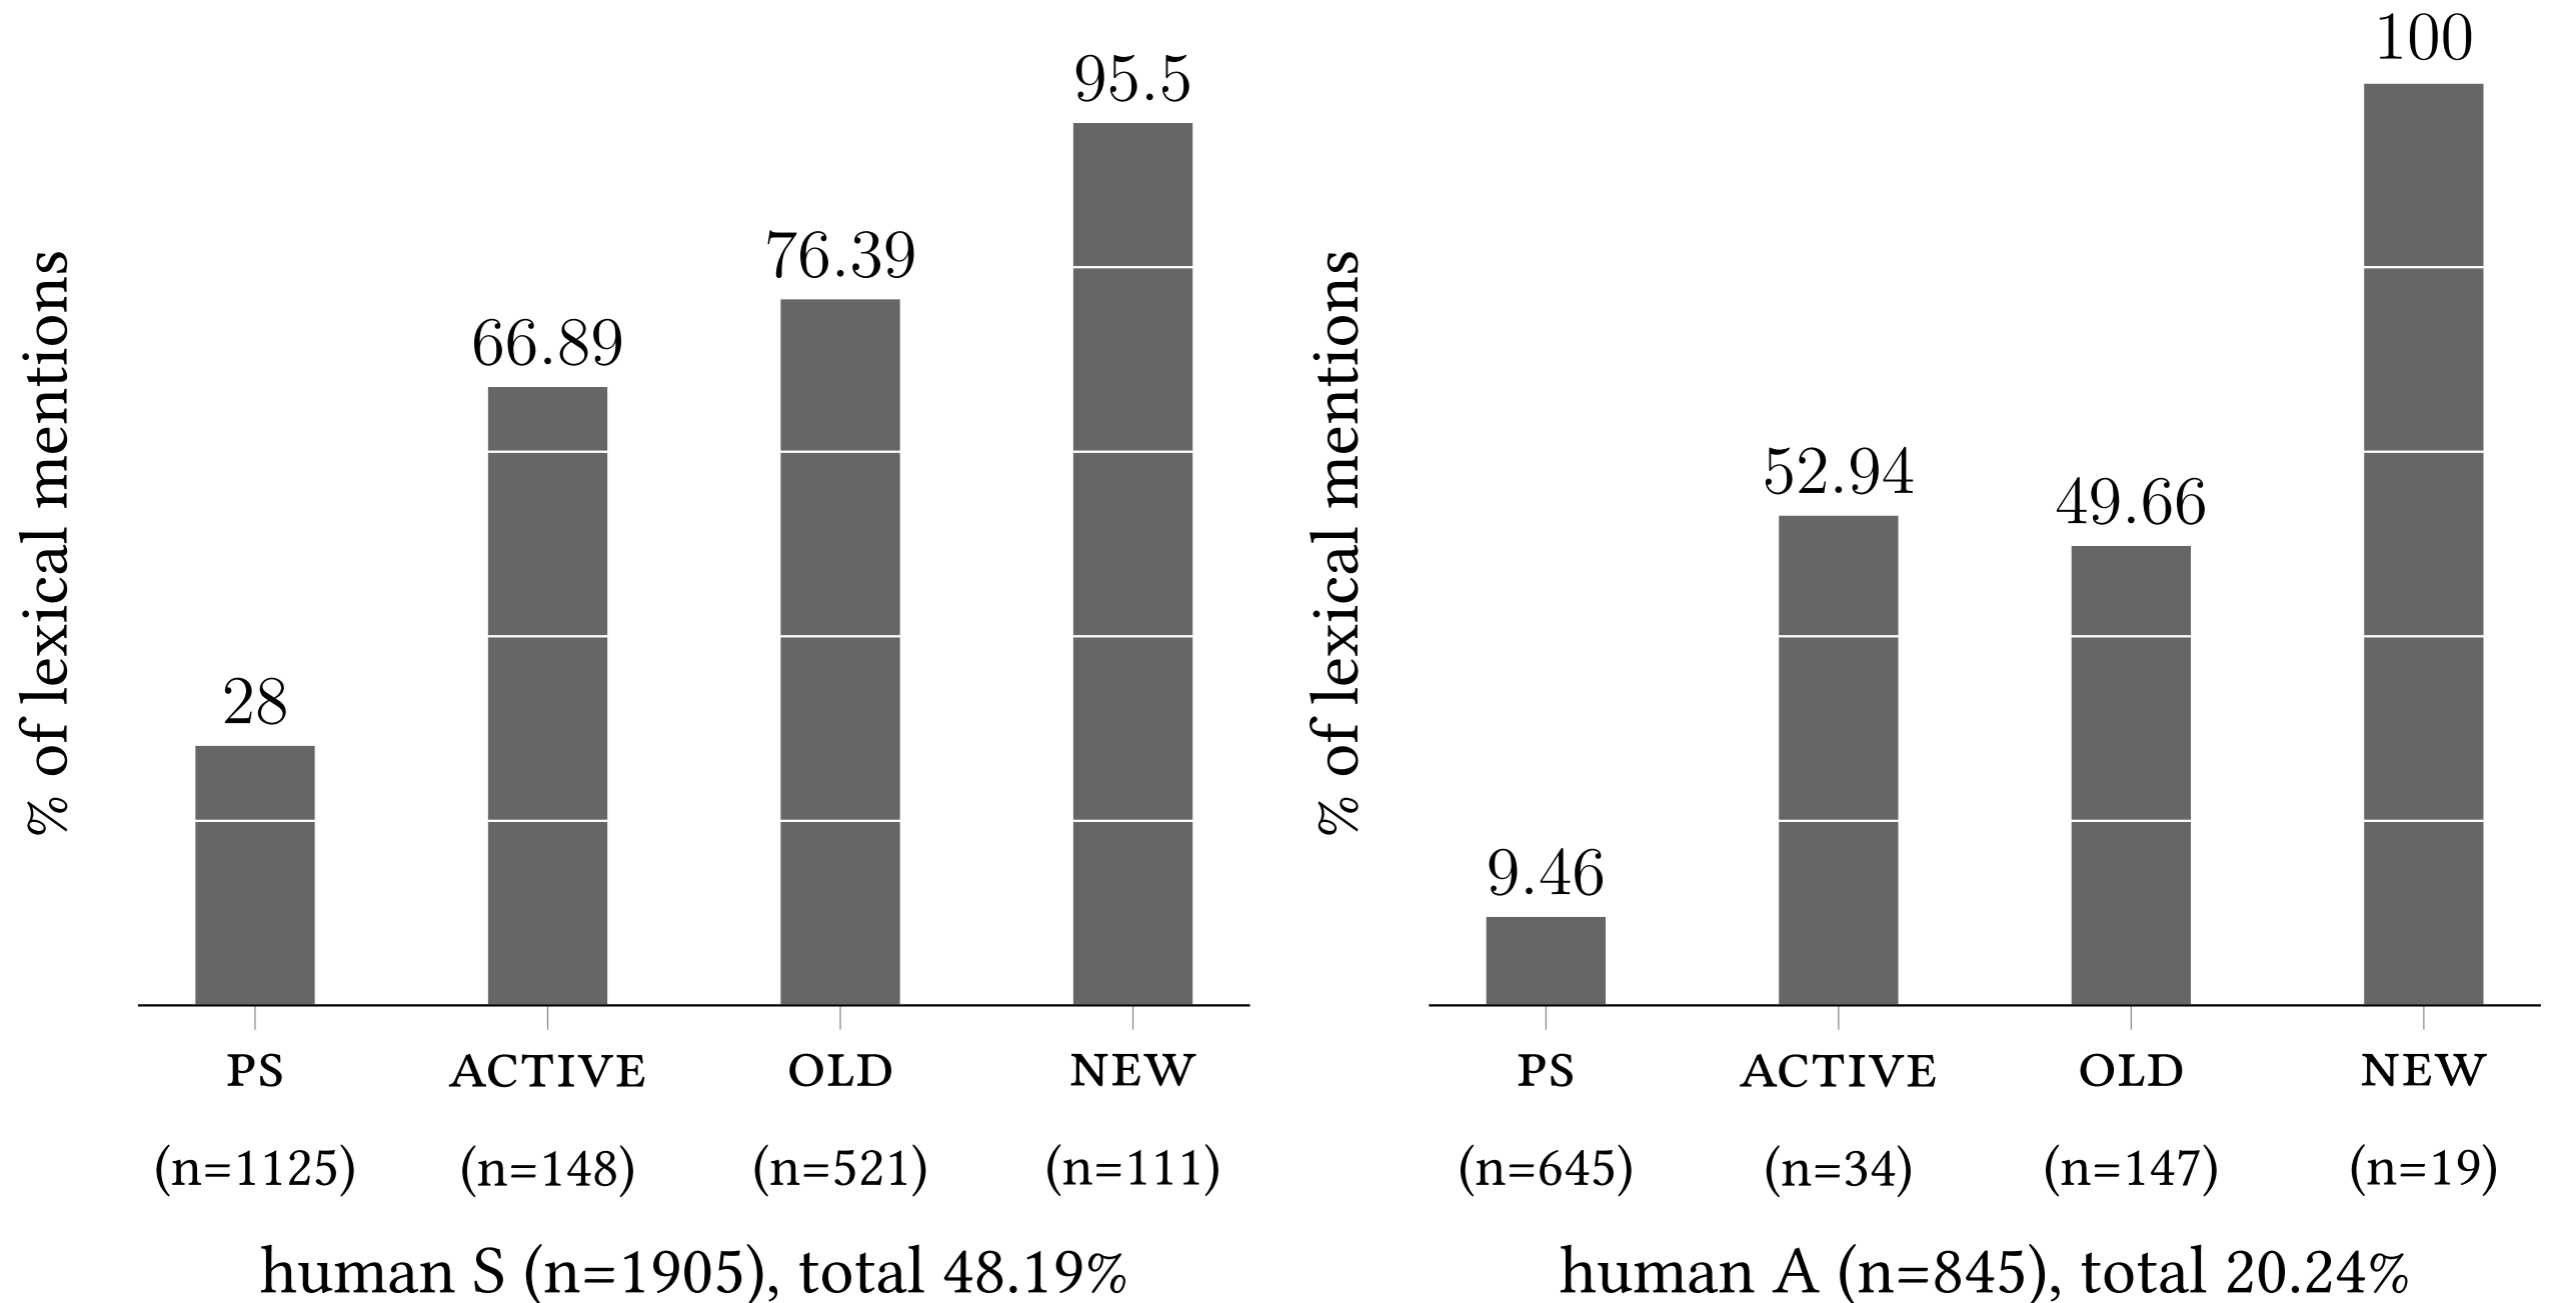 % of lexical mentions
28
66.89
76.39
95.5
PS
ACTIVE
OLD
NEW
(n=1125)
(n=148)
(n=521)
(n=111)
human S (n=1905), total 48.19%
% of lexical mentions
9.46
52.94
49.66
100
PS
ACTIVE
OLD
NEW
(n=645)
(n=34)
(n=147)
(n=19)
human A (n=845), total 20.24%